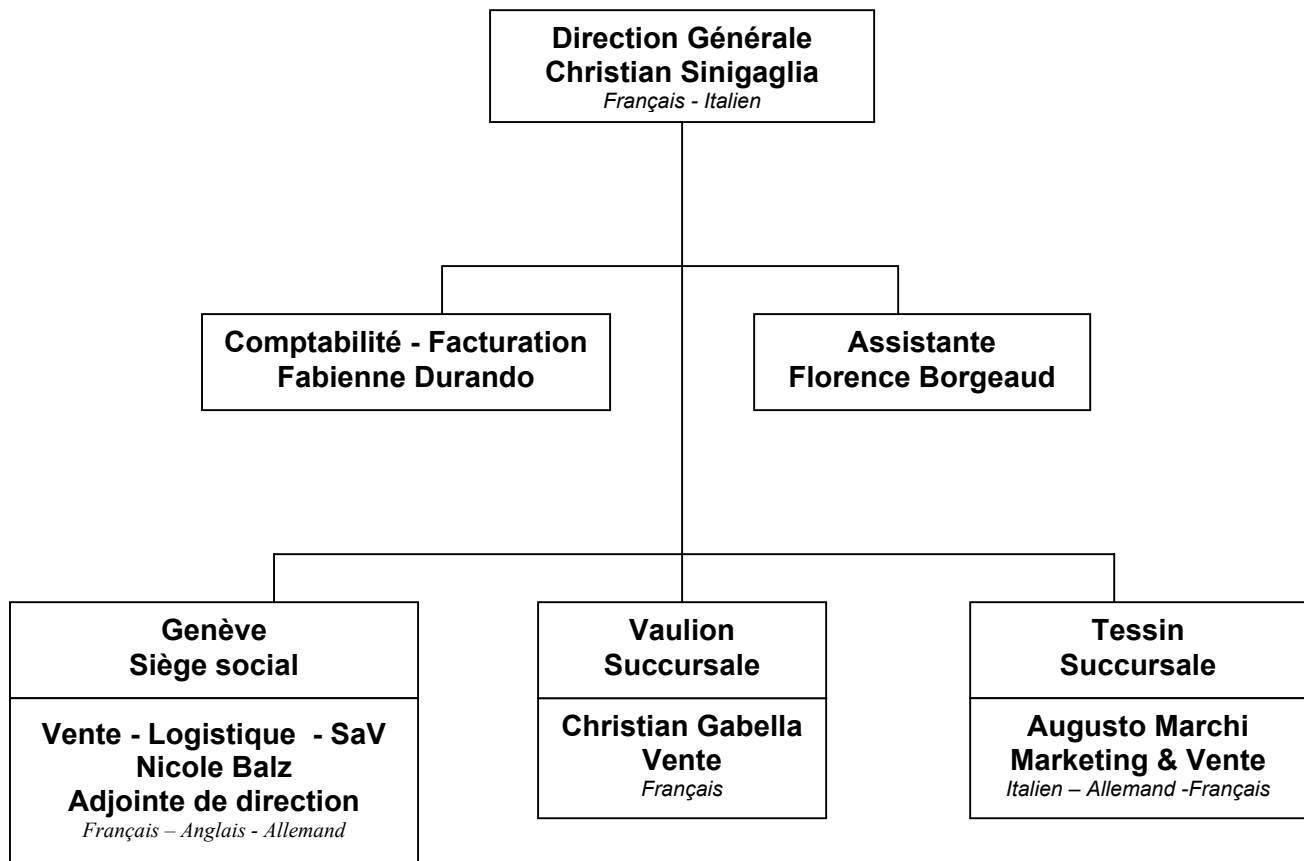 Direction Générale
Christian Sinigaglia
Français - Italien
Comptabilité - Facturation
Fabienne Durando
Assistante
Florence Borgeaud
Genève
Siège social
Vente - Logistique - SaV
Nicole Balz
Adjointe de direction
Français – Anglais - Allemand
Vaulion
Succursale
Christian Gabella
Vente
Français
Tessin
Succursale
Augusto Marchi
Marketing & Vente
Italien – Allemand -Français